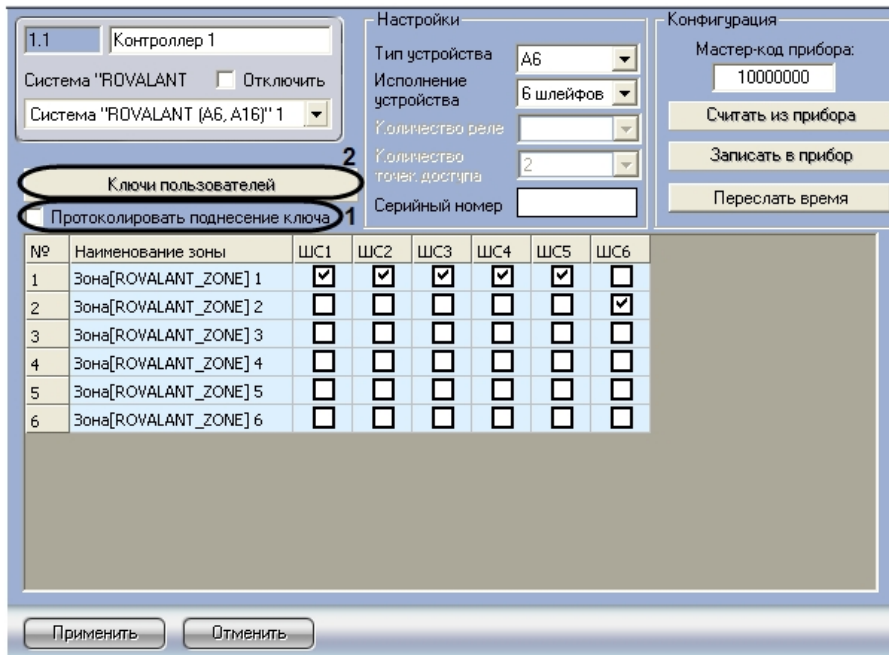 1.1
Контроллер 1
Система "ROVALANT
Отключить
Система "ROVALANT (A6, A16)" 1
2
Ключи пользователей
Протоколировать поднесение ключа
1
Настройки
Тип устройства
A6
Исполнение
устройства
6 шлейфов
Количество реле
Количество
точек доступа
2
Серийный номер
Конфигурация
Мастер-код прибора:
10000000
Считать из прибора
Записать в прибор
Переслать время
№ Наименование зоны ШС1 ШС2 ШС3 ШС4 ШС5 ШС6
1 Зона[ROVALANT_ZONE] 1
2 Зона[ROVALANT_ZONE] 2
3 Зона[ROVALANT_ZONE] 3
4 Зона[ROVALANT_ZONE] 4
5 Зона[ROVALANT_ZONE] 5
6 Зона[ROVALANT_ZONE] 6
Применить
Отменить